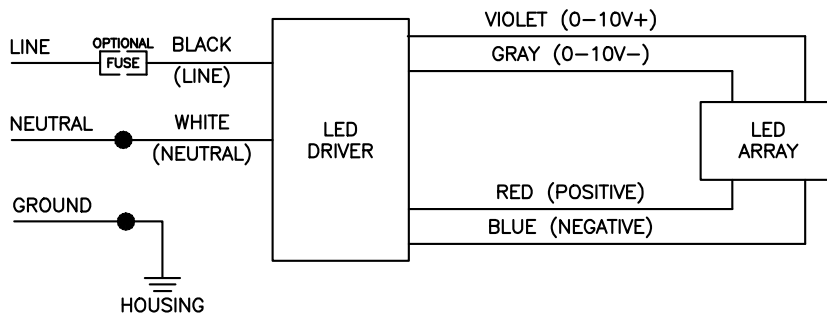 LINE
OPTIONAL
FUSE
BLACK
(LINE)
NEUTRAL
WHITE
(NEUTRAL)
GROUND
HOUSING
LED
DRIVER
VIOLET (0-10V+)
GRAY (0-10V-)
LED
ARRAY
RED (POSITIVE)
BLUE (NEGATIVE)